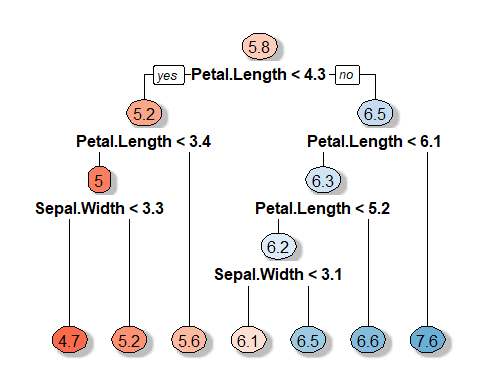 5.8
yes Petal.Length < 4.3 no
5.2 6.5
Petal.Length < 3.4 Petal.Length < 6.1
5 6.3
Sepal.Width < 3.3 Petal.Length < 5.2
6.2
Sepal.Width < 3.1
4.7 5.2 5.6 6.1 6.5 6.6 7.6